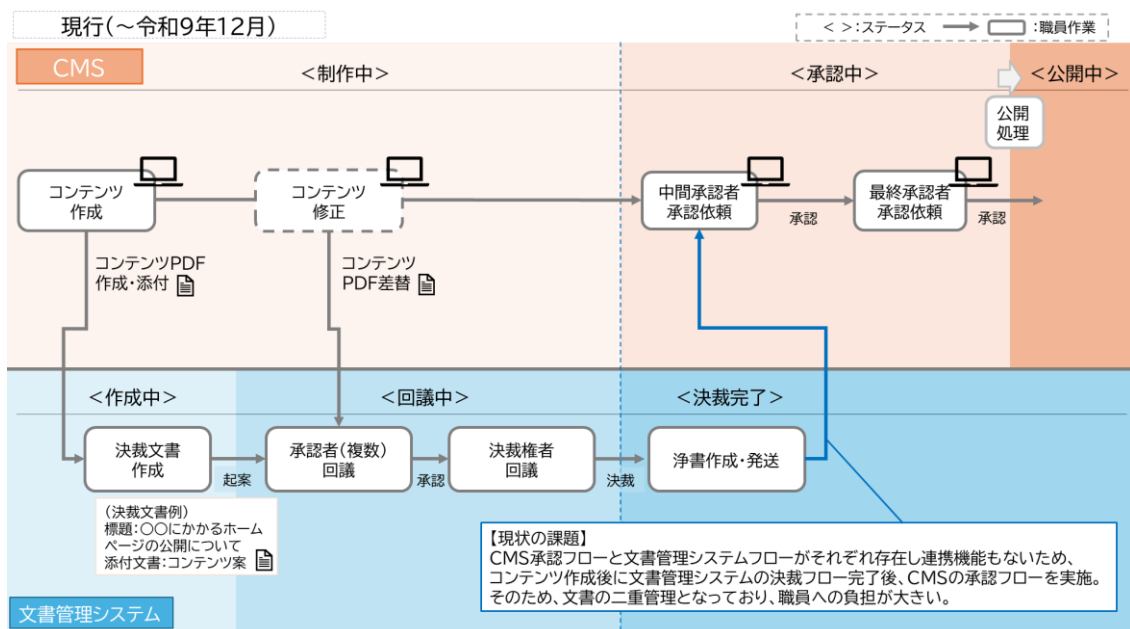 現行(～令和9年12月)
< >:ステータス
:職員作業
CMS
<制作中>
<承認中>
<公開中>
公開
処理
コンテンツ
作成
コンテンツ
修正
中間承認者
承認依頼
承認
最終承認者
承認依頼
承認
コンテンツPDF
作成・添付
コンテンツ
PDF差替
<作成中>
<回議中>
<決裁完了>
決裁文書
作成
起案
承認者(複数)
回議
承認
決裁権者
回議
決裁
浄書作成・発送
(決裁文書例)
標題:〇〇にかかるホーム
ページの公開について
添付文書:コンテンツ案
【現状の課題】
CMS承認フローと文書管理システムフローがそれぞれ存在し連携機能もないため、
コンテンツ作成後に文書管理システムの決裁フロー完了後、CMSの承認フローを実施。
そのため、文書の二重管理となっており、職員への負担が大きい。
文書管理システム